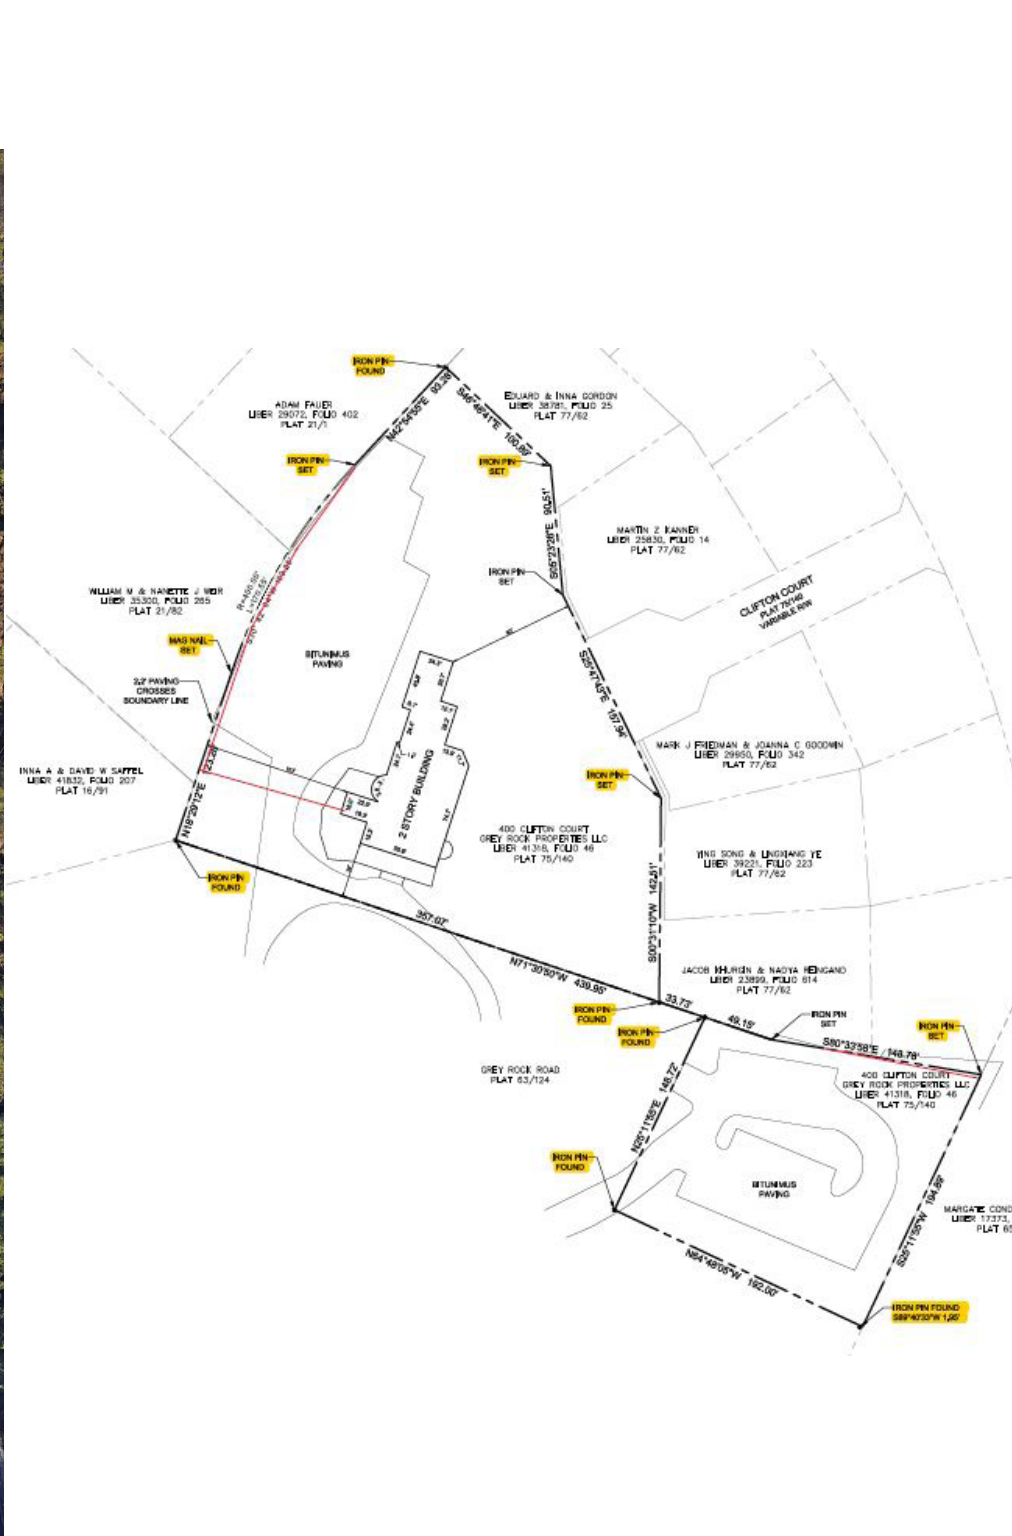 IRON PIN
FOUND
ADAM FAUER
LIBER 29072, FOLIO 402
PLAT 21/1
N42°54'55"E 93.28'
S46°46'41"E 100.89'
EDUARD & INNA GORDON
LIBER 38781, FOLIO 25
PLAT 77/62
IRON PIN
SET
IRON PIN
SET
S05°23'28"E 90.51'
MARTIN Z KANNER
LIBER 25830, FOLIO 14
PLAT 77/62
IRON PIN
SET
CLIFTON COURT
PLAT 75/140
VARIABLE R/W
WILLIAM M & NANETTE J WEIR
LIBER 35300, FOLIO 265
PLAT 21/82
MAG NAIL
SET
BITUNIMUS
PAVING
2.2' PAVING
CROSSES
BOUNDARY LINE
S25°47'43"E 157.94'
MARK J FRIEDMAN & JOANNA C GOODWIN
LIBER 29950, FOLIO 342
PLAT 77/62
INNA A & DAVID W SAFFEL
LIBER 41832, FOLIO 207
PLAT 16/91
23.28'
N18°29'12"E
IRON PIN
SET
2 STORY BUILDING
400 CLIFTON COURT
GREY ROCK PROPERTIES LLC
LIBER 41318, FOLIO 46
PLAT 75/140
YING SONG & LINGXIANG YE
LIBER 39221, FOLIO 223
PLAT 77/62
IRON PIN
FOUND
S00°31'10"W 142.51'
357.07'
N71°30'50"W 439.95'
JACOB KHURGIN & NADYA REINGAND
LIBER 23899, FOLIO 614
PLAT 77/62
33.73'
IRON PIN
FOUND
49.15'
IRON PIN
FOUND
IRON PIN
SET
IRON PIN
SET
S80°33'58"E 148.78'
GREY ROCK ROAD
PLAT 63/124
400 CLIFTON COURT
GREY ROCK PROPERTIES LLC
LIBER 41318, FOLIO 46
PLAT 75/140
N25°11'55"E 148.72'
IRON PIN
FOUND
BITUNIMUS
PAVING
S25°11'55"W 194.89'
MARGATE COND
LIBER 17373,
N64°48'05"W 192.00'
IRON PIN FOUND
S89°40'33"W 1.95'